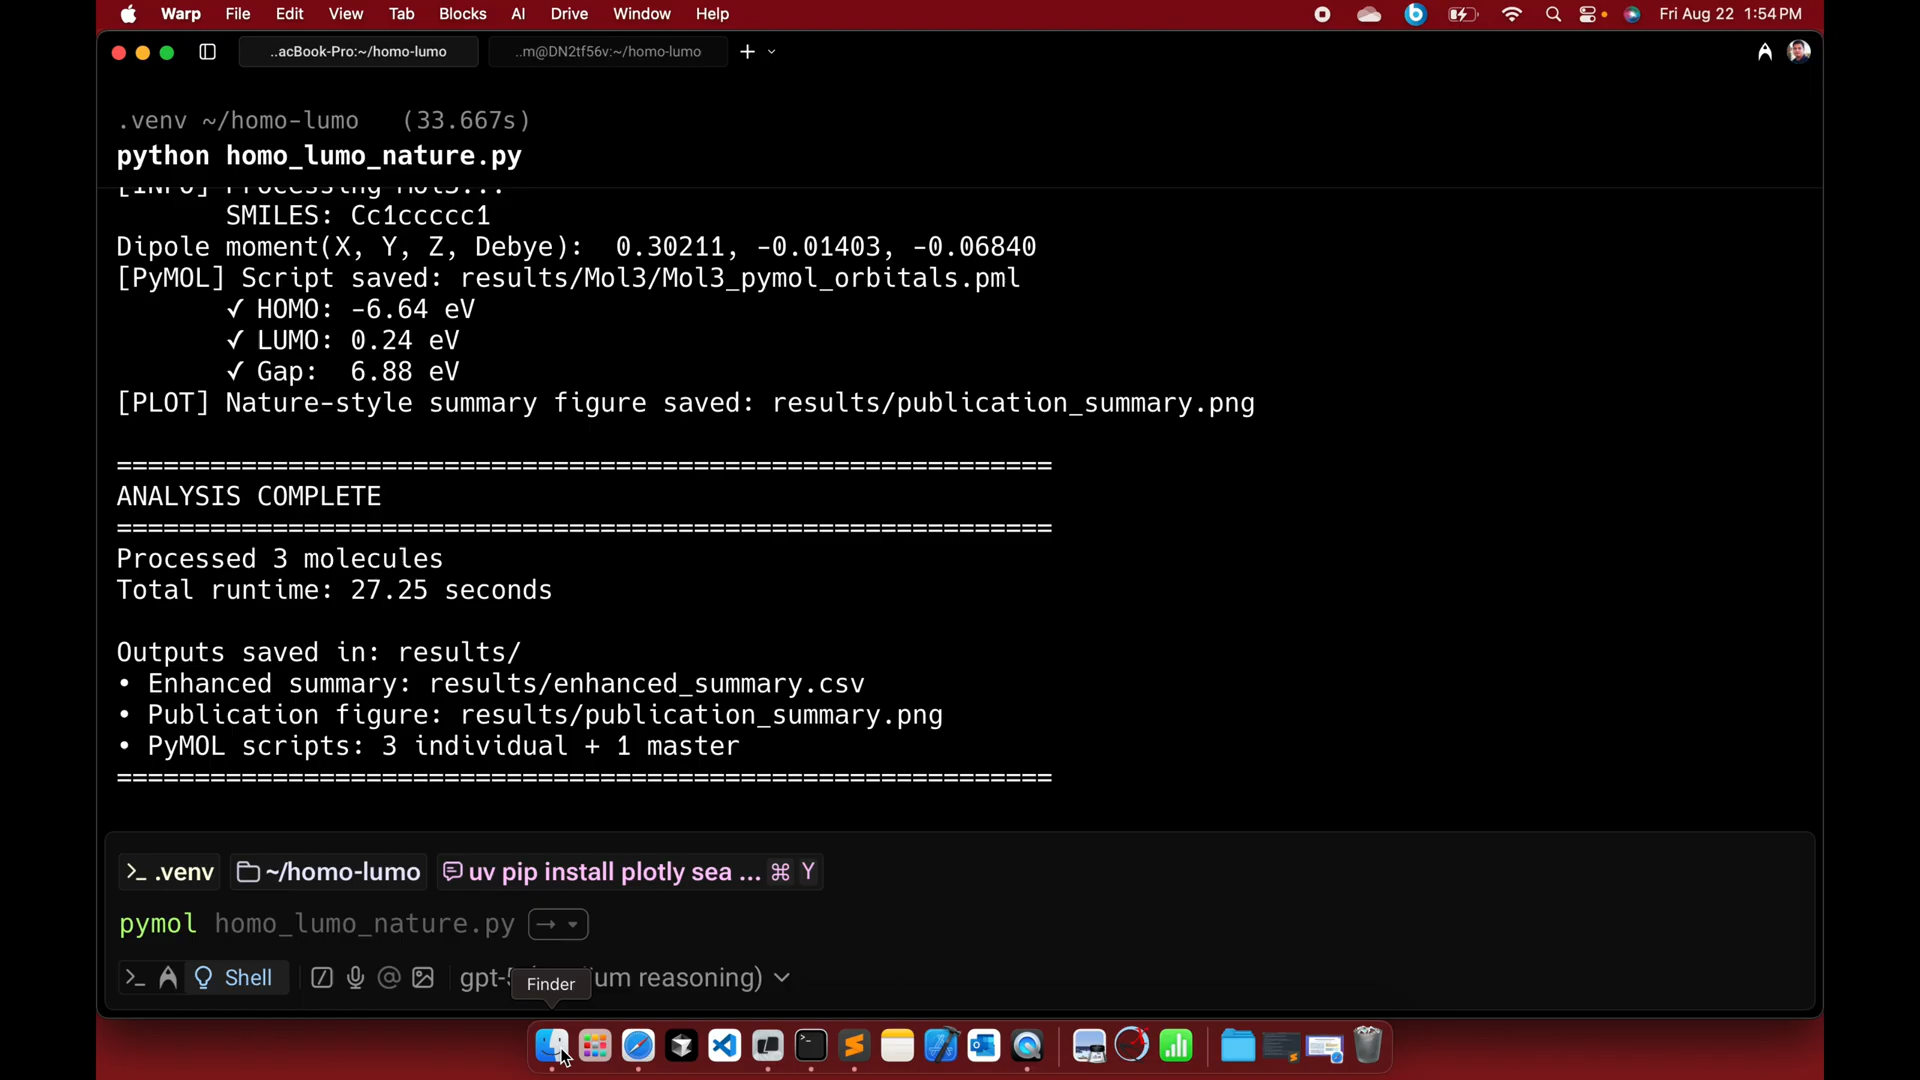 Warp File Edit View Tab Blocks AI Drive Window Help Fri Aug 22 1:54 PM
..acBook-Pro:~/homo-lumo ..m@DN2tf56v:~/homo-lumo
.venv ~/homo-lumo (33.667s)
python homo_lumo_nature.py
[INFO] Processing Mol3...
SMILES: Cc1ccccc1
Dipole moment(X, Y, Z, Debye): 0.30211, -0.01403, -0.06840
[PyMOL] Script saved: results/Mol3/Mol3_pymol_orbitals.pml
✓ HOMO: -6.64 eV
✓ LUMO: 0.24 eV
✓ Gap: 6.88 eV
[PLOT] Nature-style summary figure saved: results/publication_summary.png
============================================================
ANALYSIS COMPLETE
============================================================
Processed 3 molecules
Total runtime: 27.25 seconds
Outputs saved in: results/
• Enhanced summary: results/enhanced_summary.csv
• Publication figure: results/publication_summary.png
• PyMOL scripts: 3 individual + 1 master
============================================================
>_ .venv ~/homo-lumo uv pip install plotly sea ... ⌘ Y
pymol homo_lumo_nature.py
Shell gpt- um reasoning)
Finder